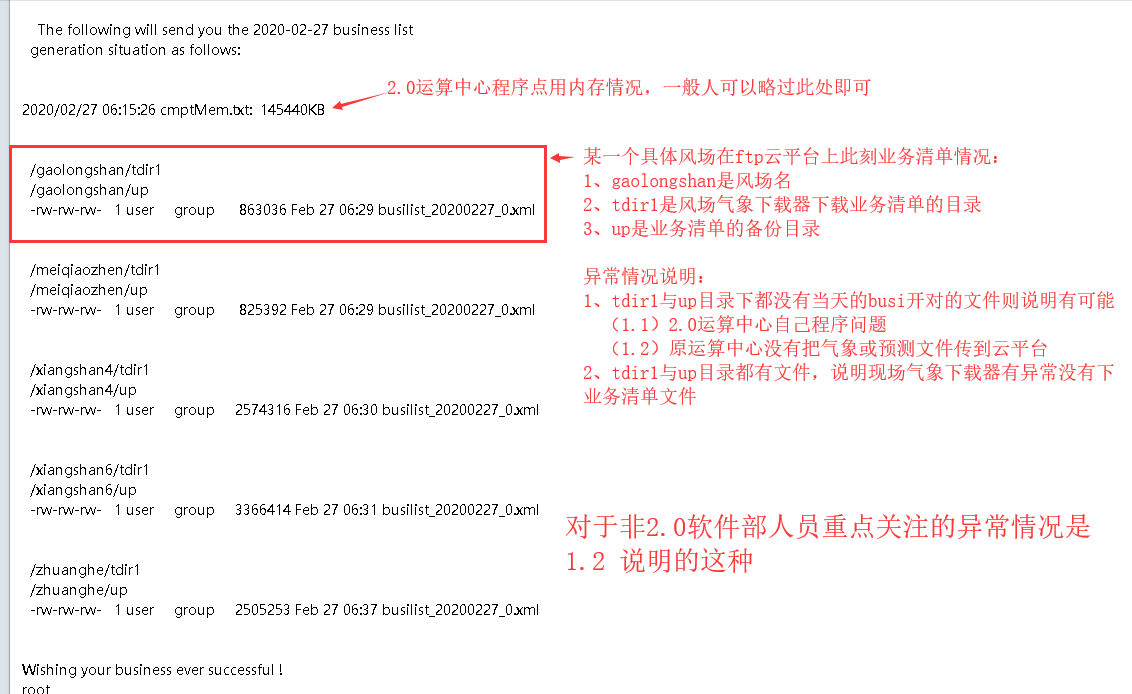 The following will send you the 2020-02-27 business list
generation situation as follows:
2.0运算中心程序点用内存情况，一般人可以略过此处即可
2020/02/27 06:15:26 cmptMem.txt: 145440KB
/gaolongshan/tdir1
/gaolongshan/up
-rw-rw-rw- 1 user group 863036 Feb 27 06:29 busilist_20200227_0.xml
某一个具体风场在ftp云平台上此刻业务清单情况：
1、gaolongshan是风场名
2、tdir1是风场气象下载器下载业务清单的目录
3、up是业务清单的备份目录
/meiqiaozhen/tdir1
/meiqiaozhen/up
-rw-rw-rw- 1 user group 825392 Feb 27 06:29 busilist_20200227_0.xml
异常情况说明：
1、tdir1与up目录下都没有当天的busi开对的文件则说明有可能
（1.1）2.0运算中心自己程序问题
（1.2）原运算中心没有把气象或预测文件传到云平台
2、tdir1与up目录都有文件，说明现场气象下载器有异常没有下
业务清单文件
/xiangshan4/tdir1
/xiangshan4/up
-rw-rw-rw- 1 user group 2574316 Feb 27 06:30 busilist_20200227_0.xml
/xiangshan6/tdir1
/xiangshan6/up
-rw-rw-rw- 1 user group 3366414 Feb 27 06:31 busilist_20200227_0.xml
对于非2.0软件部人员重点关注的异常情况是
1.2 说明的这种
/zhuanghe/tdir1
/zhuanghe/up
-rw-rw-rw- 1 user group 2505253 Feb 27 06:37 busilist_20200227_0.xml
Wishing your business ever successful !
root